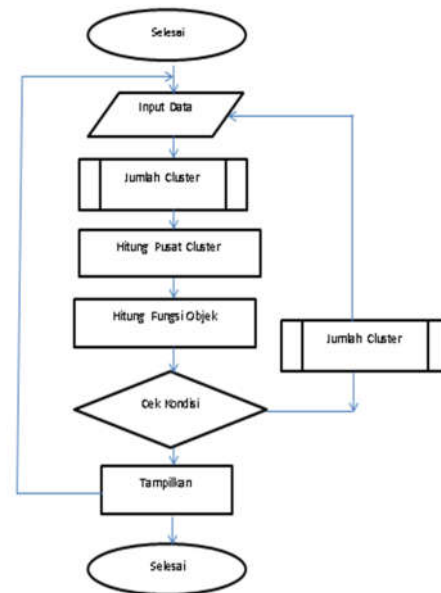 Selesai
Input Data
Jumlah Cluster
Hitung Pusat Cluster
Hitung Fungsi Objek
Jumlah Cluster
Cek Kondisi
Tampilkan
Selesai